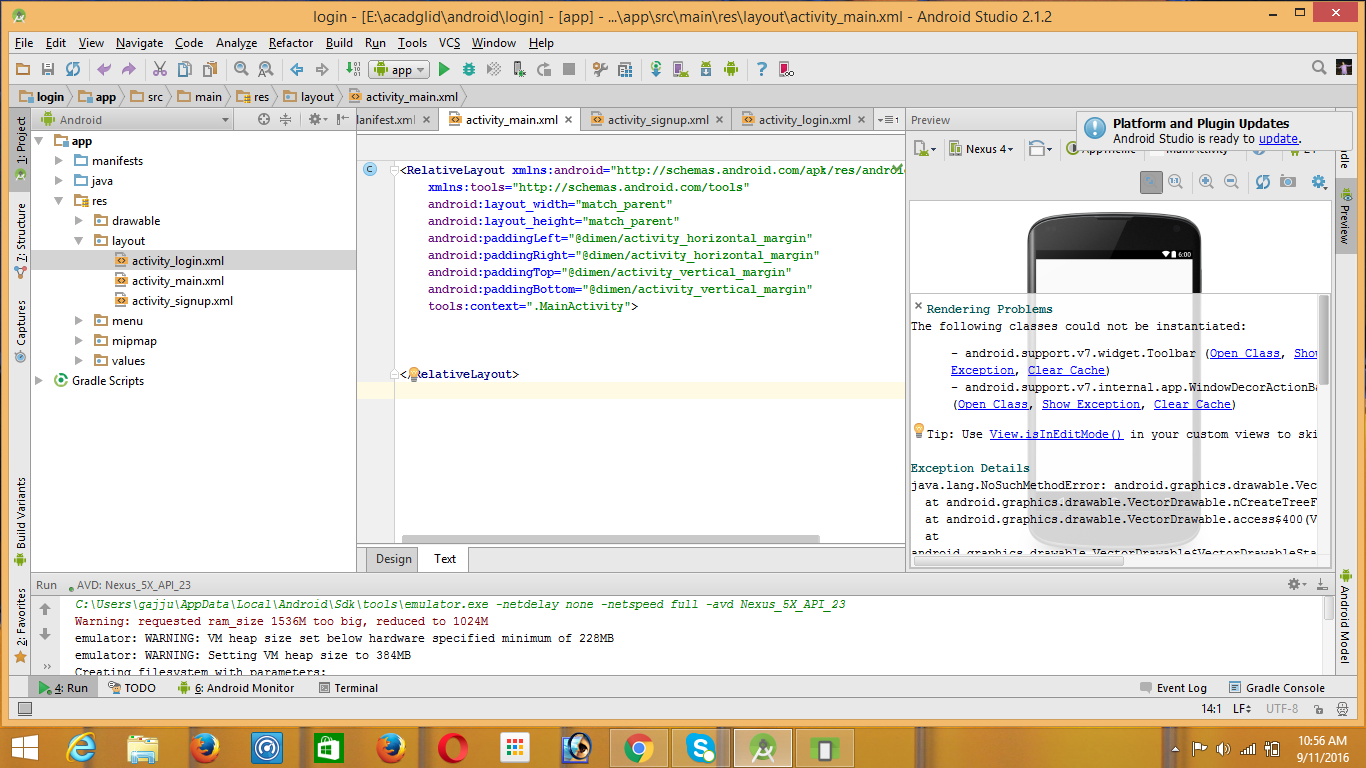 login - [E:\acadglid\android\login] - [app] - ...\app\src\main\res\layout\activity_main.xml - Android Studio 2.1.2
File Edit View Navigate Code Analyze Refactor Build Run Tools VCS Window Help
app
login app src main res layout activity_main.xml
1: Project
7: Structure
Captures
Build Variants
2: Favorites
Android
app
manifests
java
res
drawable
layout
activity_login.xml
activity_main.xml
activity_signup.xml
menu
mipmap
values
Gradle Scripts
lanifest.xml activity_main.xml activity_signup.xml activity_login.xml
<RelativeLayout xmlns:android="http://schemas.android.com/apk/res/android
xmlns:tools="http://schemas.android.com/tools"
android:layout_width="match_parent"
android:layout_height="match_parent"
android:paddingLeft="@dimen/activity_horizontal_margin"
android:paddingRight="@dimen/activity_horizontal_margin"
android:paddingTop="@dimen/activity_vertical_margin"
android:paddingBottom="@dimen/activity_vertical_margin"
tools:context=".MainActivity">
</RelativeLayout>
Design Text
Preview
Platform and Plugin Updates
Android Studio is ready to update.
Nexus 4
6:00
Rendering Problems
The following classes could not be instantiated:
- android.support.v7.widget.Toolbar (Open Class, Sho
Exception, Clear Cache)
- android.support.v7.internal.app.WindowDecorActionBa
(Open Class, Show Exception, Clear Cache)
Tip: Use View.isInEditMode() in your custom views to ski
Exception Details
java.lang.NoSuchMethodError: android.graphics.drawable.Vec
at android.graphics.drawable.VectorDrawable.nCreateTreeF
at android.graphics.drawable.VectorDrawable.access$400(V
at
android.graphics.drawable.VectorDrawable$VectorDrawableSta
Preview
Android Model
Run AVD: Nexus_5X_API_23
C:\Users\gajju\AppData\Local\Android\Sdk\tools\emulator.exe -netdelay none -netspeed full -avd Nexus_5X_API_23
Warning: requested ram_size 1536M too big, reduced to 1024M
emulator: WARNING: VM heap size set below hardware specified minimum of 228MB
emulator: WARNING: Setting VM heap size to 384MB
Creating filesystem with parameters:
4: Run TODO 6: Android Monitor Terminal Event Log Gradle Console
14:1 LF UTF-8
10:56 AM
9/11/2016